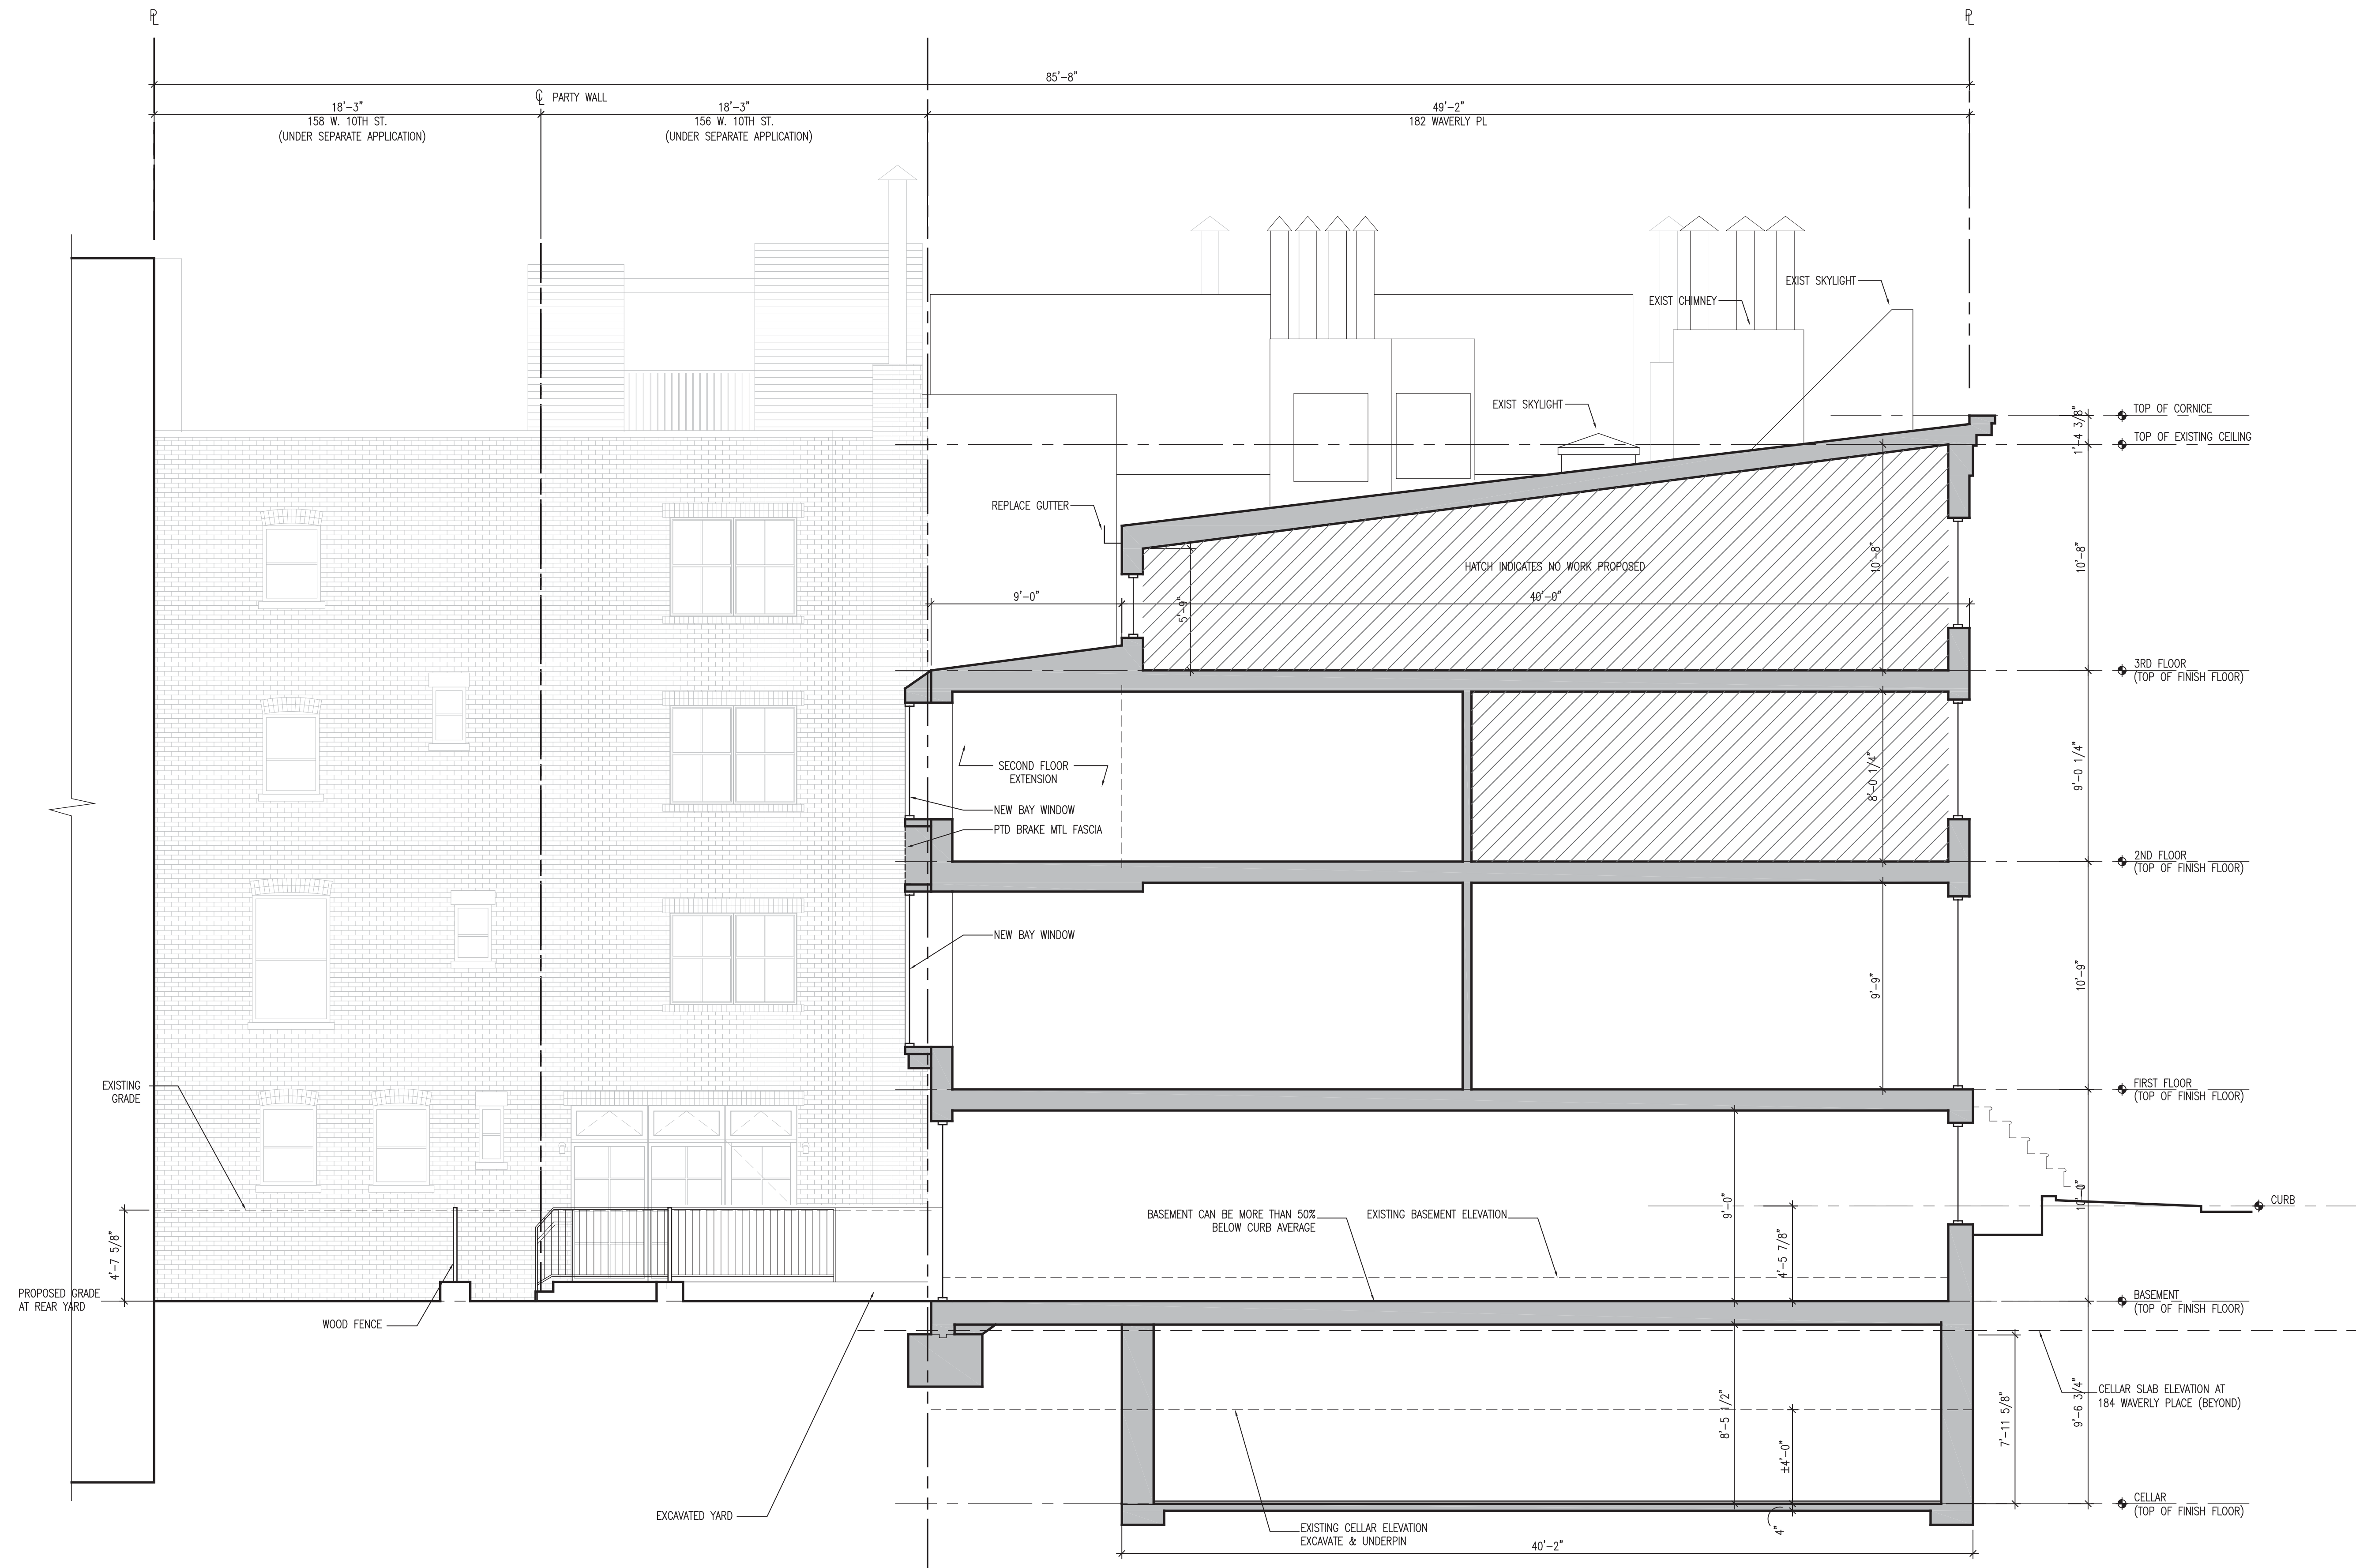 PL
PL
85'-8"
CL PARTY WALL
18'-3"
158 W. 10TH ST.
(UNDER SEPARATE APPLICATION)
18'-3"
156 W. 10TH ST.
(UNDER SEPARATE APPLICATION)
49'-2"
182 WAVERLY PL
EXIST SKYLIGHT
EXIST CHIMNEY
EXIST SKYLIGHT
TOP OF CORNICE
1'-4 3/8"
TOP OF EXISTING CEILING
REPLACE GUTTER
HATCH INDICATES NO WORK PROPOSED
10'-8"
10'-8"
9'-0"
40'-0"
5'-9"
3RD FLOOR
(TOP OF FINISH FLOOR)
SECOND FLOOR
EXTENSION
8'-0 1/4"
9'-0 1/4"
NEW BAY WINDOW
PTD BRAKE MTL FASCIA
2ND FLOOR
(TOP OF FINISH FLOOR)
NEW BAY WINDOW
9'-9"
10'-9"
EXISTING
GRADE
FIRST FLOOR
(TOP OF FINISH FLOOR)
9'-0"
10'-0"
CURB
BASEMENT CAN BE MORE THAN 50%
BELOW CURB AVERAGE
EXISTING BASEMENT ELEVATION
4'-7 5/8"
4'-5 7/8"
PROPOSED GRADE
AT REAR YARD
WOOD FENCE
BASEMENT
(TOP OF FINISH FLOOR)
CELLAR SLAB ELEVATION AT
184 WAVERLY PLACE (BEYOND)
8'-5 1/2"
±4'-0"
7'-11 5/8"
9'-6 3/4"
EXCAVATED YARD
EXISTING CELLAR ELEVATION
EXCAVATE & UNDERPIN
4"
CELLAR
(TOP OF FINISH FLOOR)
40'-2"